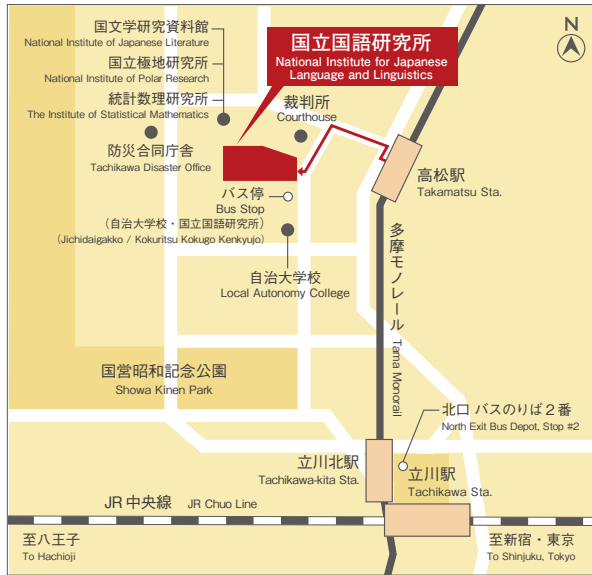 国文学研究資料館
National Institute of Japanese Literature
国立極地研究所
National Institute of Polar Research
統計数理研究所
The Institute of Statistical Mathematics
国立国語研究所
National Institute for Japanese
Language and Linguistics
N
裁判所
Courthouse
防災合同庁舎
Tachikawa Disaster Office
高松駅
Takamatsu Sta.
バス停
Bus Stop
（自治大学校・国立国語研究所）
(Jichidaigakko / Kokuritsu Kokugo Kenkyujo)
自治大学校
Local Autonomy College
多摩モノレール Tama Monorail
国営昭和記念公園
Showa Kinen Park
北口 バスのりば２番
North Exit Bus Depot, Stop #2
立川北駅
Tachikawa-kita Sta.
立川駅
Tachikawa Sta.
JR 中央線 JR Chuo Line
至八王子
To Hachioji
至新宿・東京
To Shinjuku, Tokyo